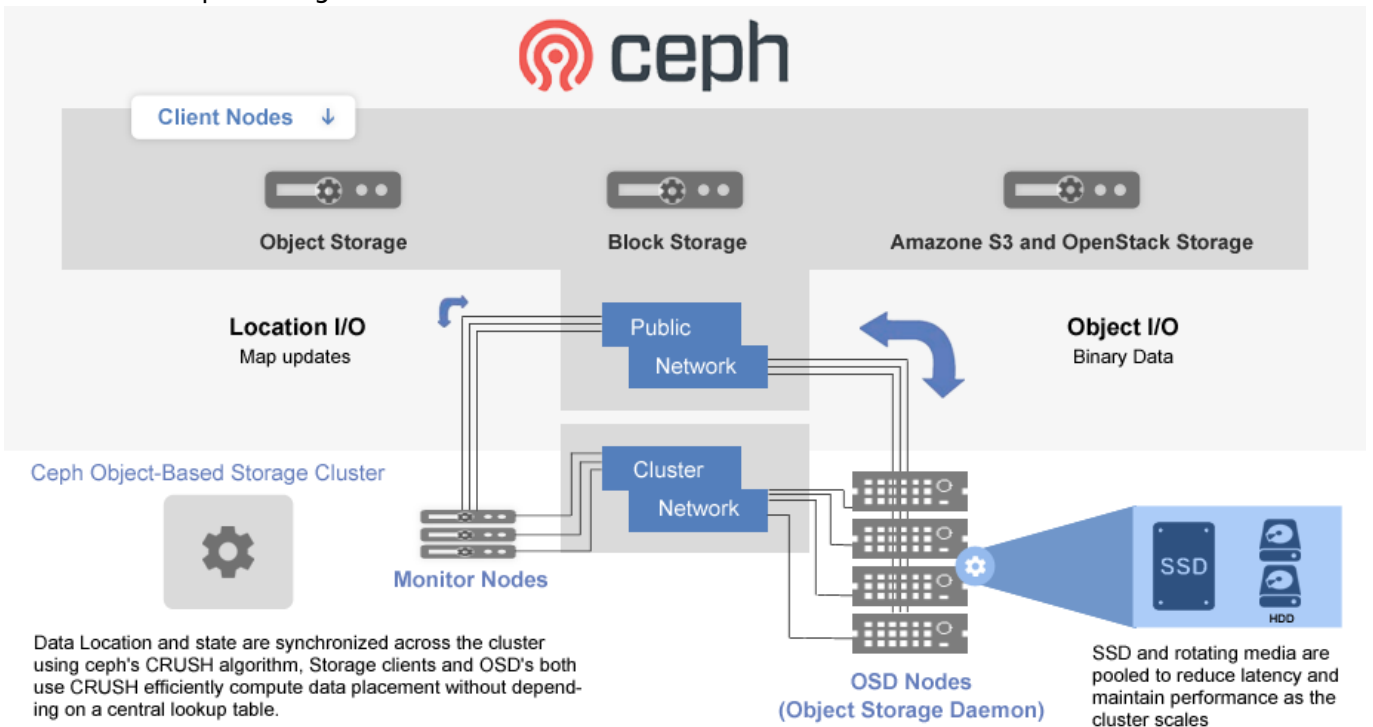 ceph
Client Nodes ↓
Object Storage
Block Storage
Amazone S3 and OpenStack Storage
Location I/O
Map updates
Public
Network
Object I/O
Binary Data
Ceph Object-Based Storage Cluster
Cluster
Network
Monitor Nodes
SSD
HDD
Data Location and state are synchronized across the cluster
using ceph's CRUSH algorithm, Storage clients and OSD's both
use CRUSH efficiently compute data placement without depend-
ing on a central lookup table.
OSD Nodes
(Object Storage Daemon)
SSD and rotating media are
pooled to reduce latency and
maintain performance as the
cluster scales